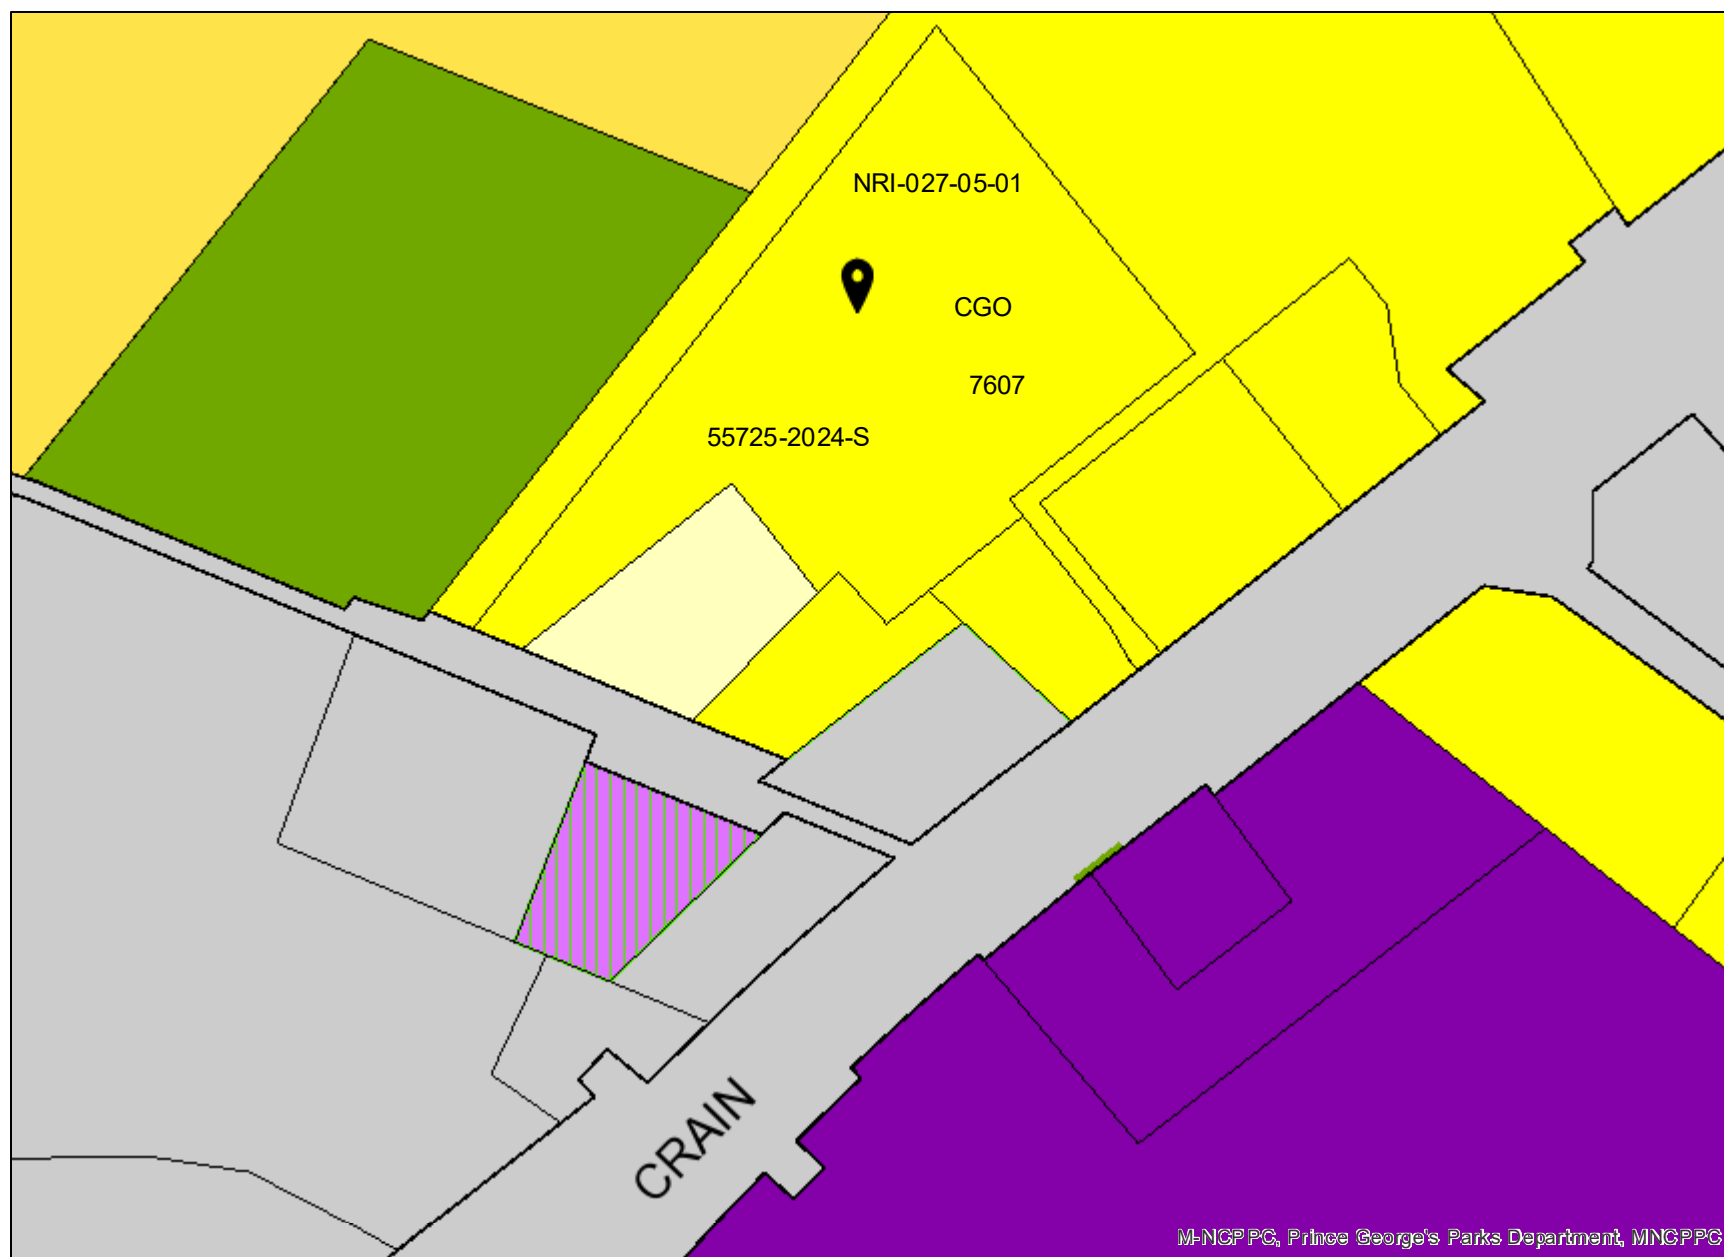 NRI-027-05-01
CGO
7607
55725-2024-S
CRAIN
M-NCPPC, Prince George's Parks Department, MNCPPC